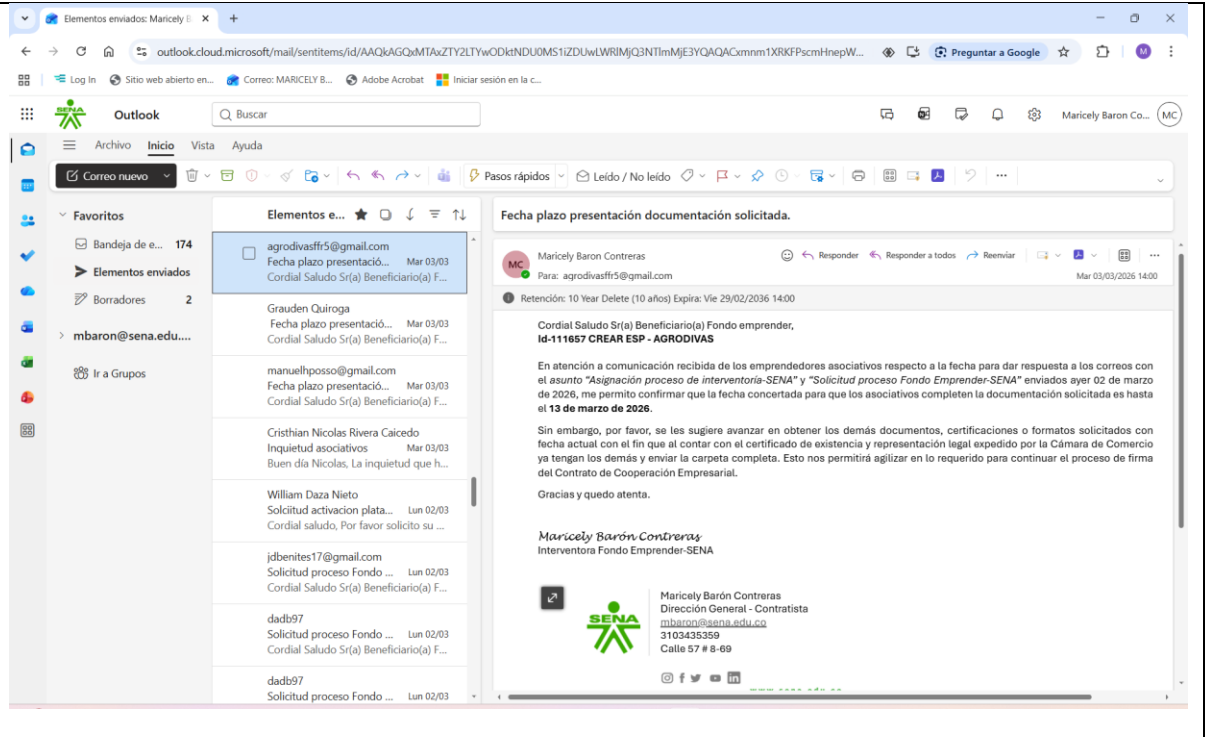 Elementos enviados: Maricely B
outlook.cloud.microsoft/mail/sentitems/id/
Preguntar a Google
M
Log In
Sitio web abierto en...
Correo: MARICELY B...
Adobe Acrobat
Iniciar sesión en la c...
SENA
Outlook
Buscar
Maricely Baron Co...
MC
Archivo
Inicio
Vista
Ayuda
Correo nuevo
Pasos rápidos
Leído / No leído
Favoritos
Bandeja de e... 174
Elementos enviados
Borradores 2
mbaron@sena.edu....
Ir a Grupos
Elementos e...
agrodivasffr5@gmail.com
Fecha plazo presentació... Mar 03/03
Cordial Saludo Sr(a) Beneficiario(a) F...
Grauden Quiroga
Fecha plazo presentació... Mar 03/03
Cordial Saludo Sr(a) Beneficiario(a) F...
manuelhposso@gmail.com
Fecha plazo presentació... Mar 03/03
Cordial Saludo Sr(a) Beneficiario(a) F...
Cristhian Nicolas Rivera Caicedo
Inquietud asociativos Mar 03/03
Buen día Nicolas, La inquietud que h...
William Daza Nieto
Solciitud activacion plata... Lun 02/03
Cordial saludo, Por favor solicito su ...
jdbenites17@gmail.com
Solicitud proceso Fondo ... Lun 02/03
Cordial Saludo Sr(a) Beneficiario(a) F...
dadb97
Solicitud proceso Fondo ... Lun 02/03
Cordial Saludo Sr(a) Beneficiario(a) F...
dadb97
Solicitud proceso Fondo ... Lun 02/03
Fecha plazo presentación documentación solicitada.
MC
Maricely Baron Contreras
Responder
Responder a todos
Reenviar
Para: agrodivasffr5@gmail.com
Mar 03/03/2026 14:00
Retención: 10 Year Delete (10 años) Expira: Vie 29/02/2036 14:00
Cordial Saludo Sr(a) Beneficiario(a) Fondo emprender,
Id-111657 CREAR ESP - AGRODIVAS
En atención a comunicación recibida de los emprendedores asociativos respecto a la fecha para dar respuesta a los correos con
el asunto "Asignación proceso de interventoría-SENA" y "Solicitud proceso Fondo Emprender-SENA" enviados ayer 02 de marzo
de 2026, me permito confirmar que la fecha concertada para que los asociativos completen la documentación solicitada es hasta
el 13 de marzo de 2026.
Sin embargo, por favor, se les sugiere avanzar en obtener los demás documentos, certificaciones o formatos solicitados con
fecha actual con el fin que al contar con el certificado de existencia y representación legal expedido por la Cámara de Comercio
ya tengan los demás y enviar la carpeta completa. Esto nos permitirá agilizar en lo requerido para continuar el proceso de firma
del Contrato de Cooperación Empresarial.
Gracias y quedo atenta.
Maricely Barón Contreras
Interventora Fondo Emprender-SENA
SENA
Maricely Barón Contreras
Dirección General - Contratista
mbaron@sena.edu.co
3103435359
Calle 57 # 8-69